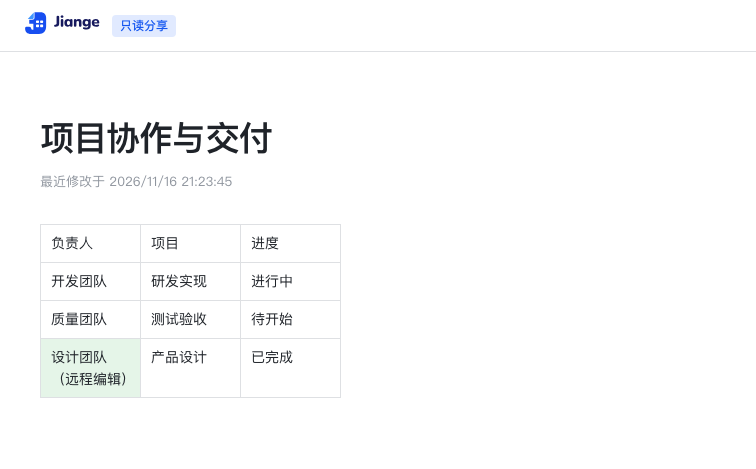 Jiange 只读分享
项目协作与交付
最近修改于 2026/11/16 21:23:45
负责人 项目 进度
开发团队 研发实现 进行中
质量团队 测试验收 待开始
设计团队 产品设计 已完成
（远程编辑）